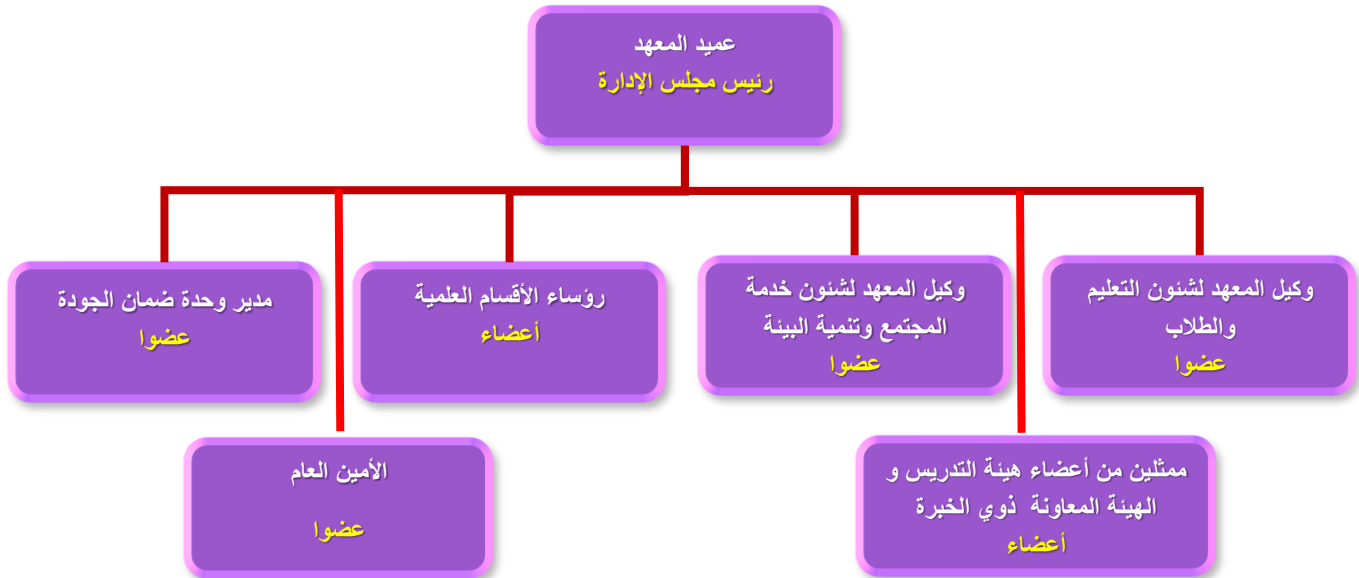 عميد المعهد
رئيس مجلس الإدارة
وكيل المعهد لشئون التعليم
والطلاب
عضوا
وكيل المعهد لشئون خدمة
المجتمع وتنمية البيئة
عضوا
رؤساء الأقسام العلمية
أعضاء
مدير وحدة ضمان الجودة
عضوا
ممثلين من أعضاء هيئة التدريس و
الهيئة المعاونة ذوي الخبرة
أعضاء
الأمين العام
عضوا